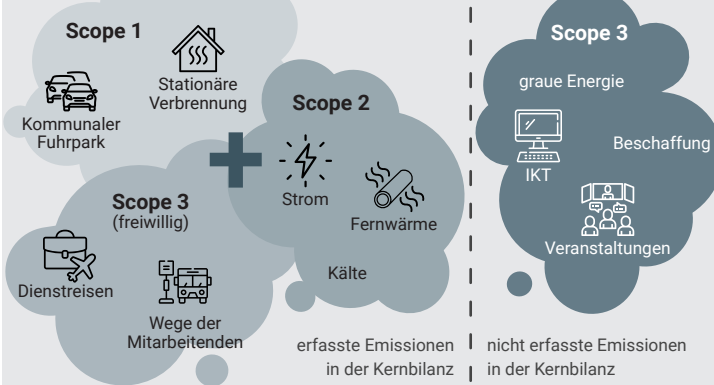 Scope 1
Stationäre
Verbrennung
Kommunaler
Fuhrpark
Scope 2
Strom
Fernwärme
Kälte
Scope 3
(freiwillig)
Dienstreisen
Wege der
Mitarbeitenden
erfasste Emissionen
in der Kernbilanz
Scope 3
graue Energie
Beschaffung
IKT
Veranstaltungen
nicht erfasste Emissionen
in der Kernbilanz